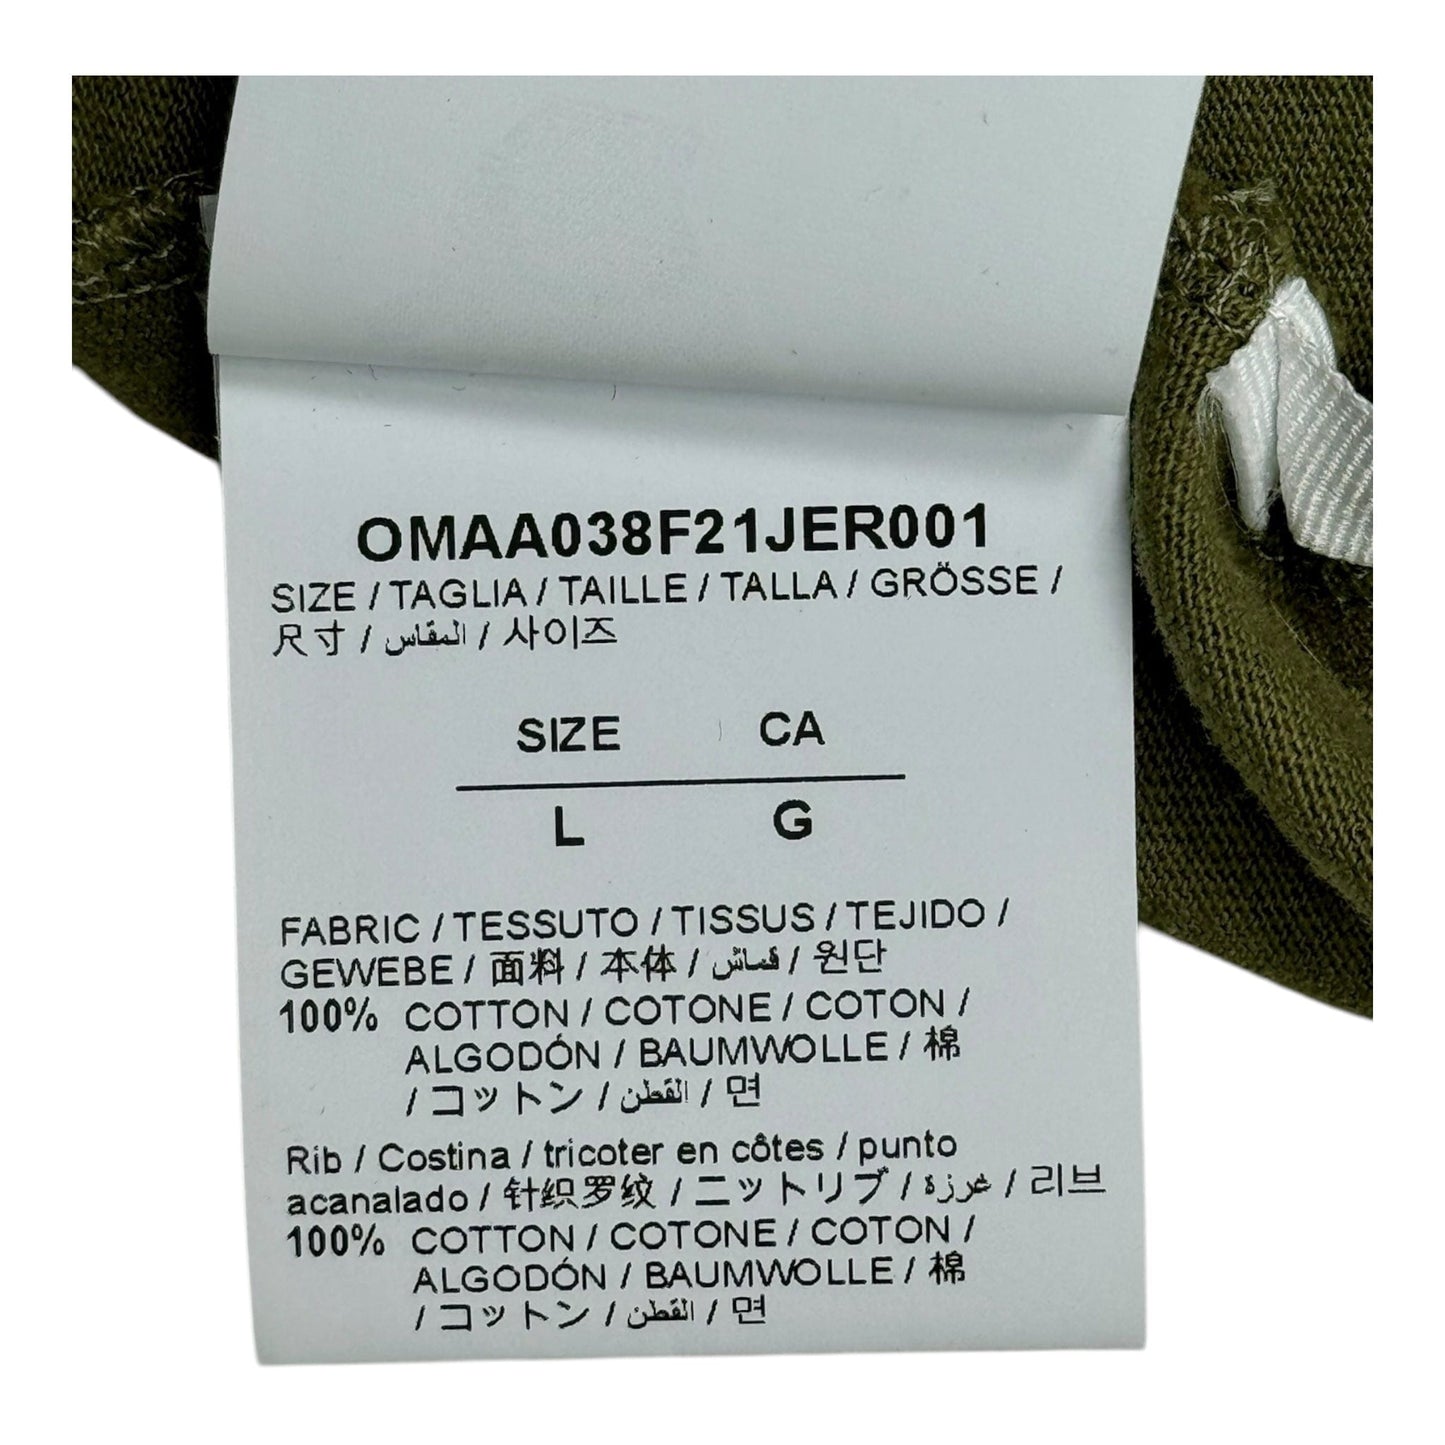 OMAA038F21JER001
SIZE / TAGLIA / TAILLE / TALLA / GRÖSSE /
尺寸 / المقاس / 사이즈
SIZE CA
L G
FABRIC / TESSUTO / TISSUS / TEJIDO /
GEWEBE / 面料 / 本体 / قماش / 원단
100% COTTON / COTONE / COTON /
ALGODÓN / BAUMWOLLE / 棉
/ コットン / القطن / 면
Rib / Costina / tricoter en côtes / punto
acanalado / 针织罗纹 / ニットリブ / غرزة / 리브
100% COTTON / COTONE / COTON /
ALGODÓN / BAUMWOLLE / 棉
/ コットン / القطن / 면